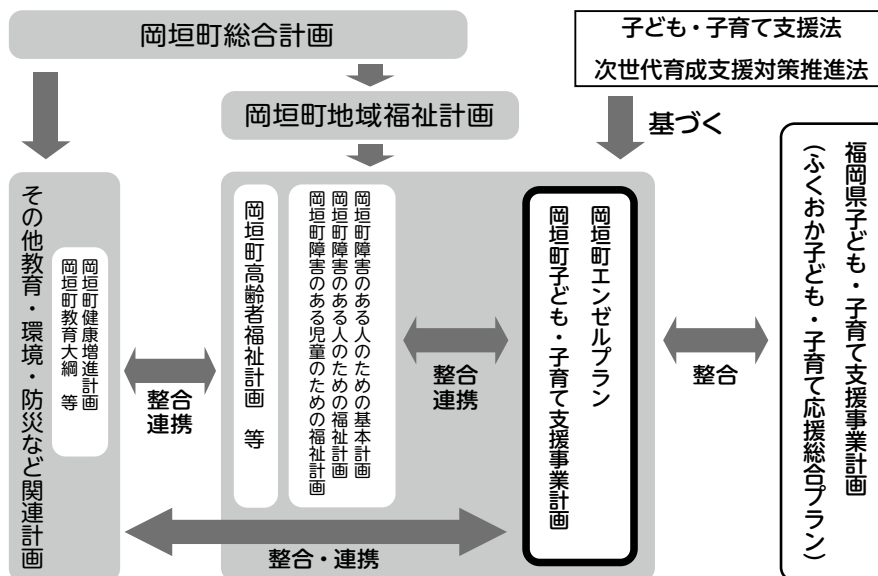 岡垣町総合計画
子ども・子育て支援法
次世代育成支援対策推進法
岡垣町地域福祉計画
基づく
福岡県子ども・子育て支援事業計画
（ふくおか子ども・子育て応援総合プラン）
整合
岡垣町エンゼルプラン
岡垣町子ども・子育て支援事業計画
整合
連携
岡垣町障害のある人のための基本計画
岡垣町障害のある人のための福祉計画
岡垣町障害のある児童のための福祉計画
岡垣町高齢者福祉計画　等
整合
連携
岡垣町健康増進計画
岡垣町教育大綱　等
その他教育・環境・防災など関連計画
整合・連携